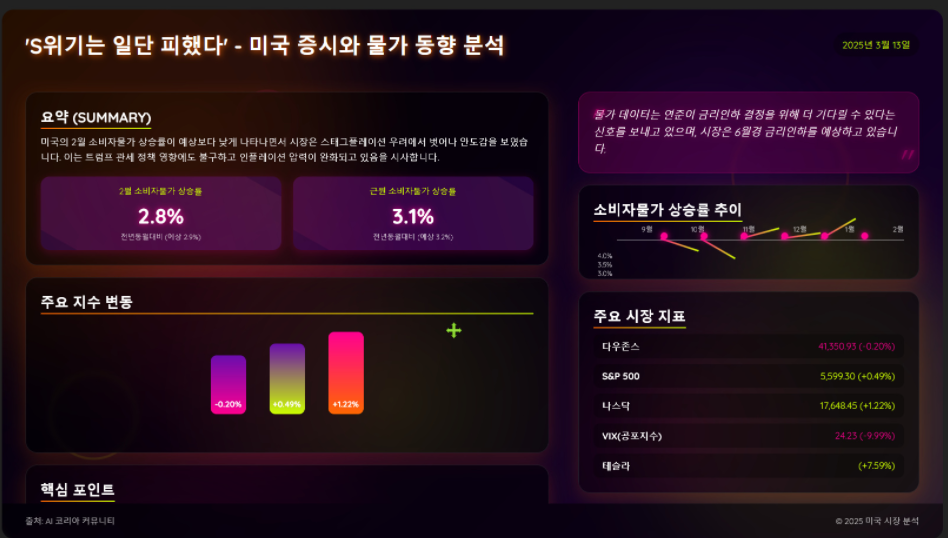 'S위기는 일단 피했다' - 미국 증시와 물가 동향 분석
2025년 3월 13일
요약 (SUMMARY)
미국의 2월 소비자물가 상승률이 예상보다 낮게 나타나면서 시장은 스태그플레이션 우려에서 벗어나 안도감을 보였습
니다. 이는 트럼프 관세 정책 영향에도 불구하고 인플레이션 압력이 완화되고 있음을 시사합니다.
2월 소비자물가 상승률
2.8%
전년동월대비 (예상 2.9%)
근원 소비자물가 상승률
3.1%
전년동월대비 (예상 3.2%)
주요 지수 변동
-0.20%
+0.49%
+1.22%
핵심 포인트
물가 데이터는 연준이 금리인하 결정을 위해 더 기다릴 수 있다는
신호를 보내고 있으며, 시장은 6월경 금리인하를 예상하고 있습니
다.
"
소비자물가 상승률 추이
9월 10월 11월 12월 1월 2월
4.0%
3.5%
3.0%
주요 시장 지표
다우존스 41,350.93 (-0.20%)
S&P 500 5,599.30 (+0.49%)
나스닥 17,648.45 (+1.22%)
VIX(공포지수) 24.23 (-9.99%)
테슬라 (+7.59%)
출처: AI 코리아 커뮤니티
© 2025 미국 시장 분석